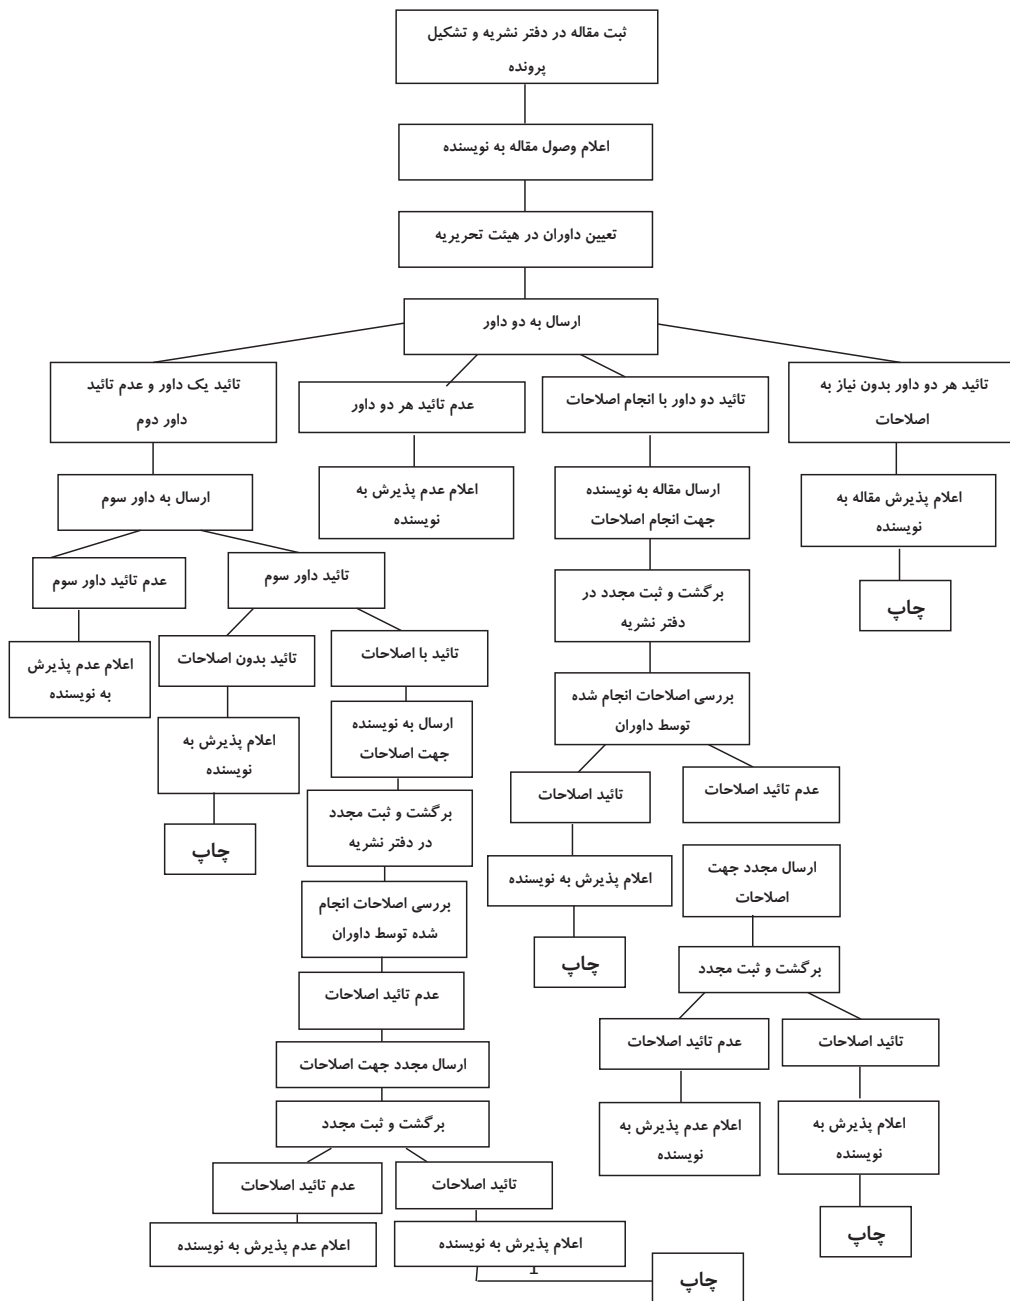 ثبت مقاله در دفتر نشریه و تشکیل
پرونده
اعلام وصول مقاله به نویسنده
تعیین داوران در هیئت تحریریه
ارسال به دو داور
تائید هر دو داور بدون نیاز به
اصلاحات
اعلام پذیرش مقاله به
نویسنده
چاپ
تائید دو داور با انجام اصلاحات
ارسال مقاله به نویسنده
جهت انجام اصلاحات
برگشت و ثبت مجدد در
دفتر نشریه
بررسی اصلاحات انجام شده
توسط داوران
عدم تائید اصلاحات
ارسال مجدد جهت
اصلاحات
برگشت و ثبت مجدد
تائید اصلاحات
اعلام پذیرش به
نویسنده
چاپ
عدم تائید اصلاحات
اعلام عدم پذیرش به
نویسنده
تائید اصلاحات
اعلام پذیرش به نویسنده
چاپ
عدم تائید هر دو داور
اعلام عدم پذیرش به
نویسنده
تائید یک داور و عدم تائید
داور دوم
ارسال به داور سوم
تائید داور سوم
تائید با اصلاحات
ارسال به نویسنده
جهت اصلاحات
برگشت و ثبت مجدد
در دفتر نشریه
بررسی اصلاحات انجام
شده توسط داوران
عدم تائید اصلاحات
ارسال مجدد جهت اصلاحات
برگشت و ثبت مجدد
تائید اصلاحات
اعلام پذیرش به نویسنده
چاپ
عدم تائید اصلاحات
اعلام عدم پذیرش به نویسنده
تائید بدون اصلاحات
اعلام پذیرش به
نویسنده
چاپ
عدم تائید داور سوم
اعلام عدم پذیرش
به نویسنده